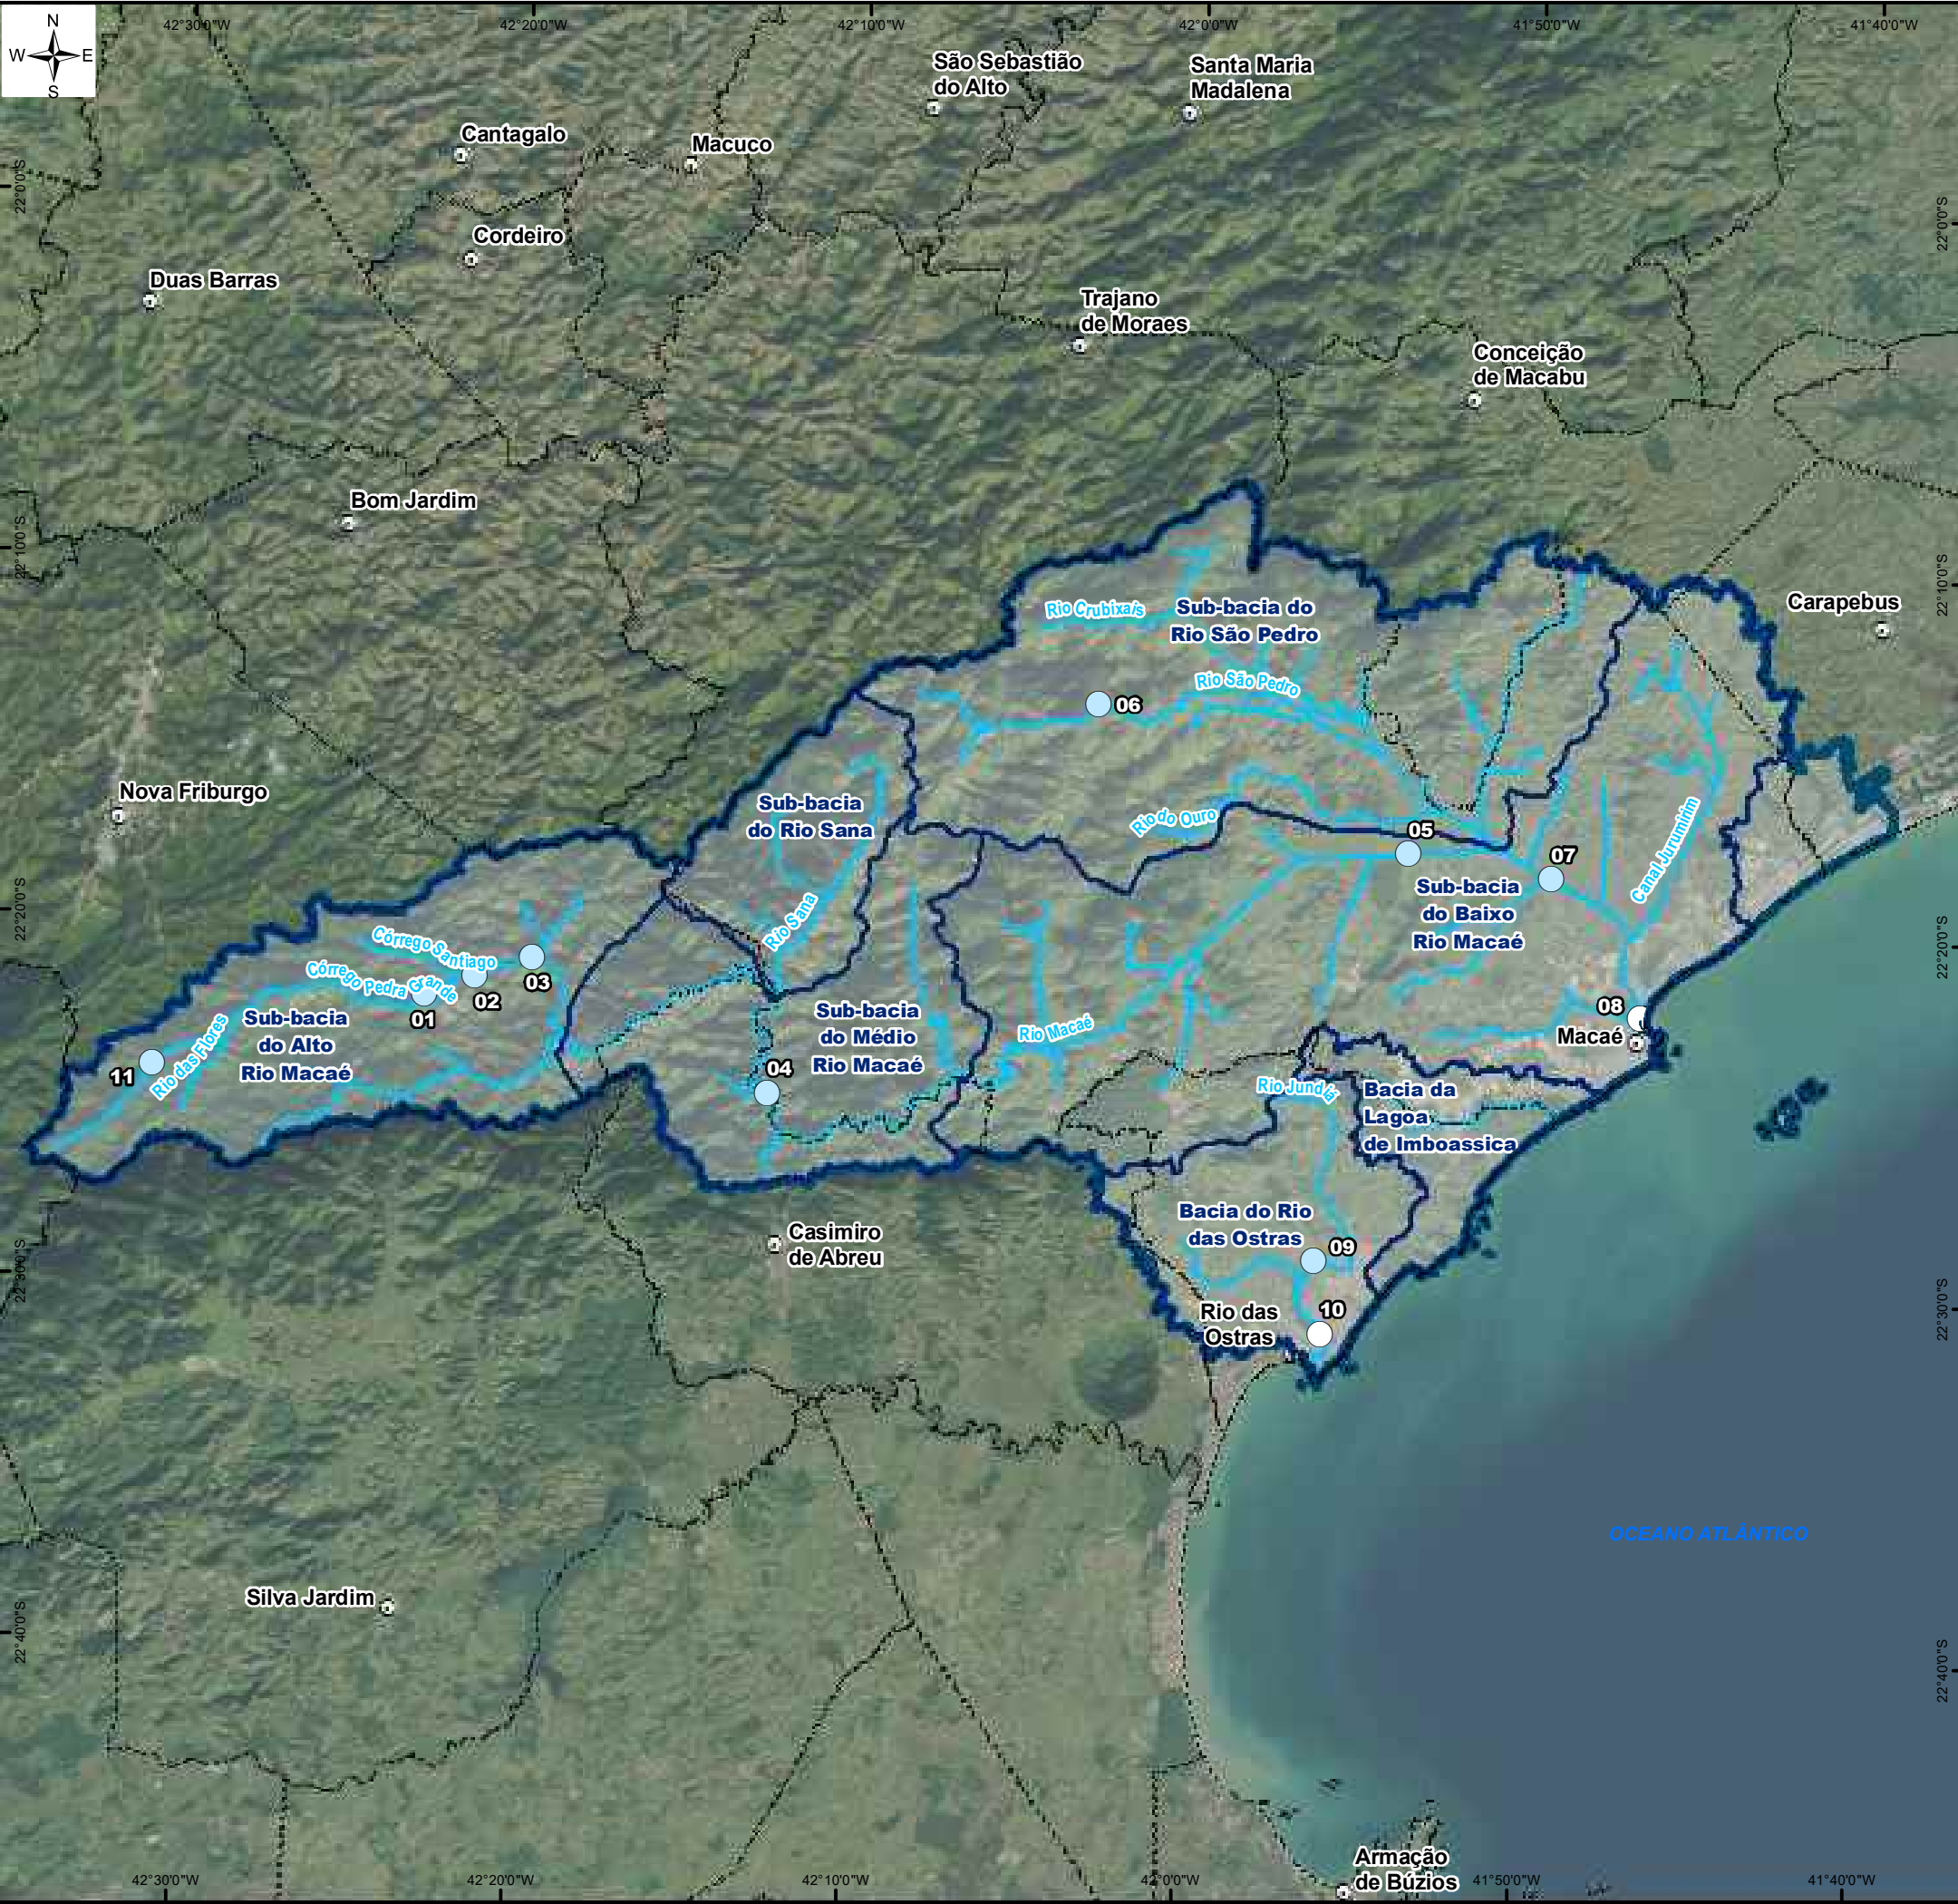 N
W E
S
42°30'0"W
42°20'0"W
42°10'0"W
42°0'0"W
41°50'0"W
41°40'0"W
São Sebastião
do Alto
Santa Maria
Madalena
Cantagalo
Macuco
22°0'0"S
22°0'0"S
Cordeiro
Duas Barras
Trajano
de Moraes
Conceição
de Macabu
Bom Jardim
22°10'0"S
22°10'0"S
Carapebus
Rio Crubixais
Sub-bacia do
Rio São Pedro
Rio São Pedro
06
Nova Friburgo
Sub-bacia
do Rio Sana
Rio do Ouro
05
07
Canal Jurumirim
Sub-bacia
do Baixo
Rio Macaé
22°20'0"S
22°20'0"S
Rio Sana
Córrego Santiago
Córrego Pedra Grande
03
02
01
Sub-bacia
do Alto
Rio Macaé
Rio das Flores
11
Sub-bacia
do Médio
Rio Macaé
04
Rio Macaé
08
Macaé
Rio Jundiá
Bacia da
Lagoa
de Imboassica
Bacia do Rio
das Ostras
09
Casimiro
de Abreu
22°30'0"S
22°30'0"S
Rio das
Ostras
10
OCEANO ATLÂNTICO
Silva Jardim
22°40'0"S
22°40'0"S
Armação
de Búzios
42°30'0"W
42°20'0"W
42°10'0"W
42°0'0"W
41°50'0"W
41°40'0"W